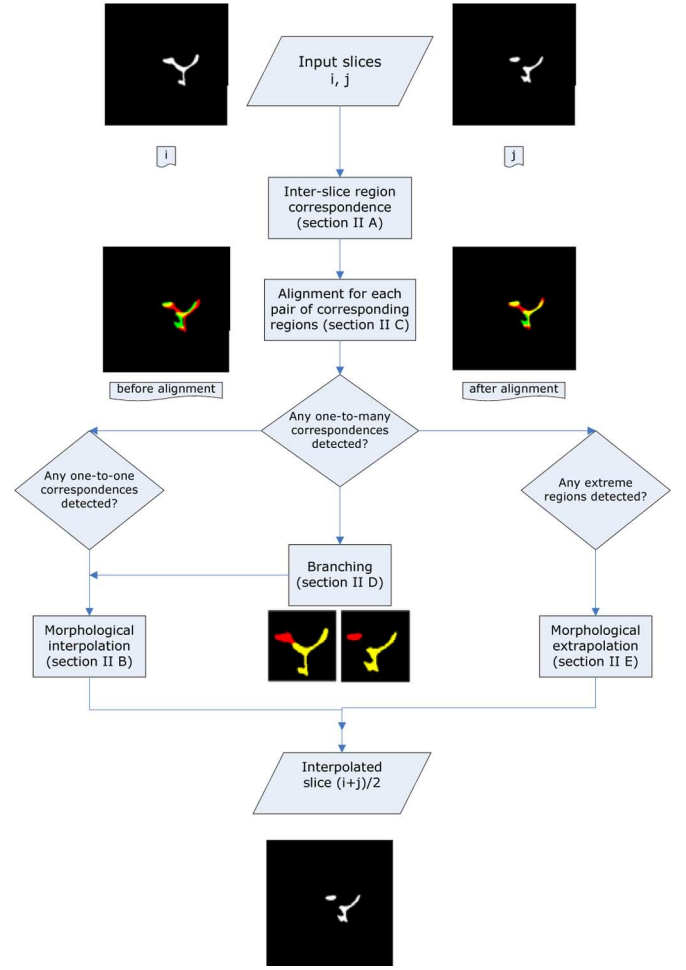 Input slices
i, j
i
j
Inter-slice region
correspondence
(section II A)
Alignment for each
pair of corresponding
regions (section II C)
before alignment
after alignment
Any one-to-many
correspondences
detected?
Any one-to-one
correspondences
detected?
Any extreme
regions detected?
Branching
(section II D)
Morphological
interpolation
(section II B)
Morphological
extrapolation
(section II E)
Interpolated
slice (i+j)/2